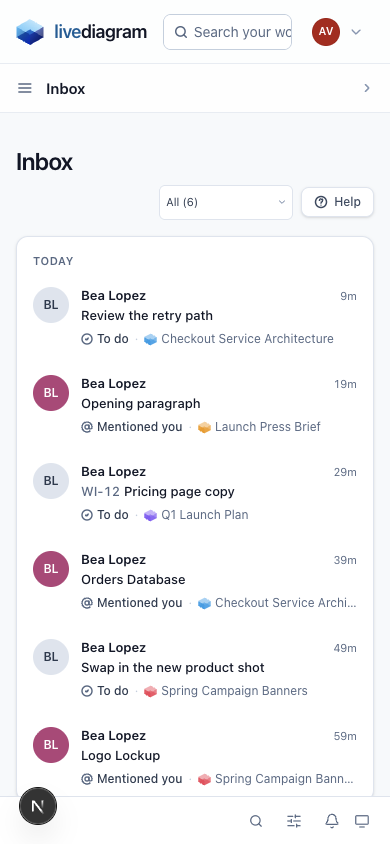 livediagram
Search your wo
AV
Inbox
Inbox
All (6)
Help
TODAY
BL
Bea Lopez
9m
Review the retry path
To do · Checkout Service Architecture
BL
Bea Lopez
19m
Opening paragraph
@ Mentioned you · Launch Press Brief
BL
Bea Lopez
29m
WI-12 Pricing page copy
To do · Q1 Launch Plan
BL
Bea Lopez
39m
Orders Database
@ Mentioned you · Checkout Service Archi...
BL
Bea Lopez
49m
Swap in the new product shot
To do · Spring Campaign Banners
BL
Bea Lopez
59m
Logo Lockup
@ Mentioned you · Spring Campaign Bann...
N